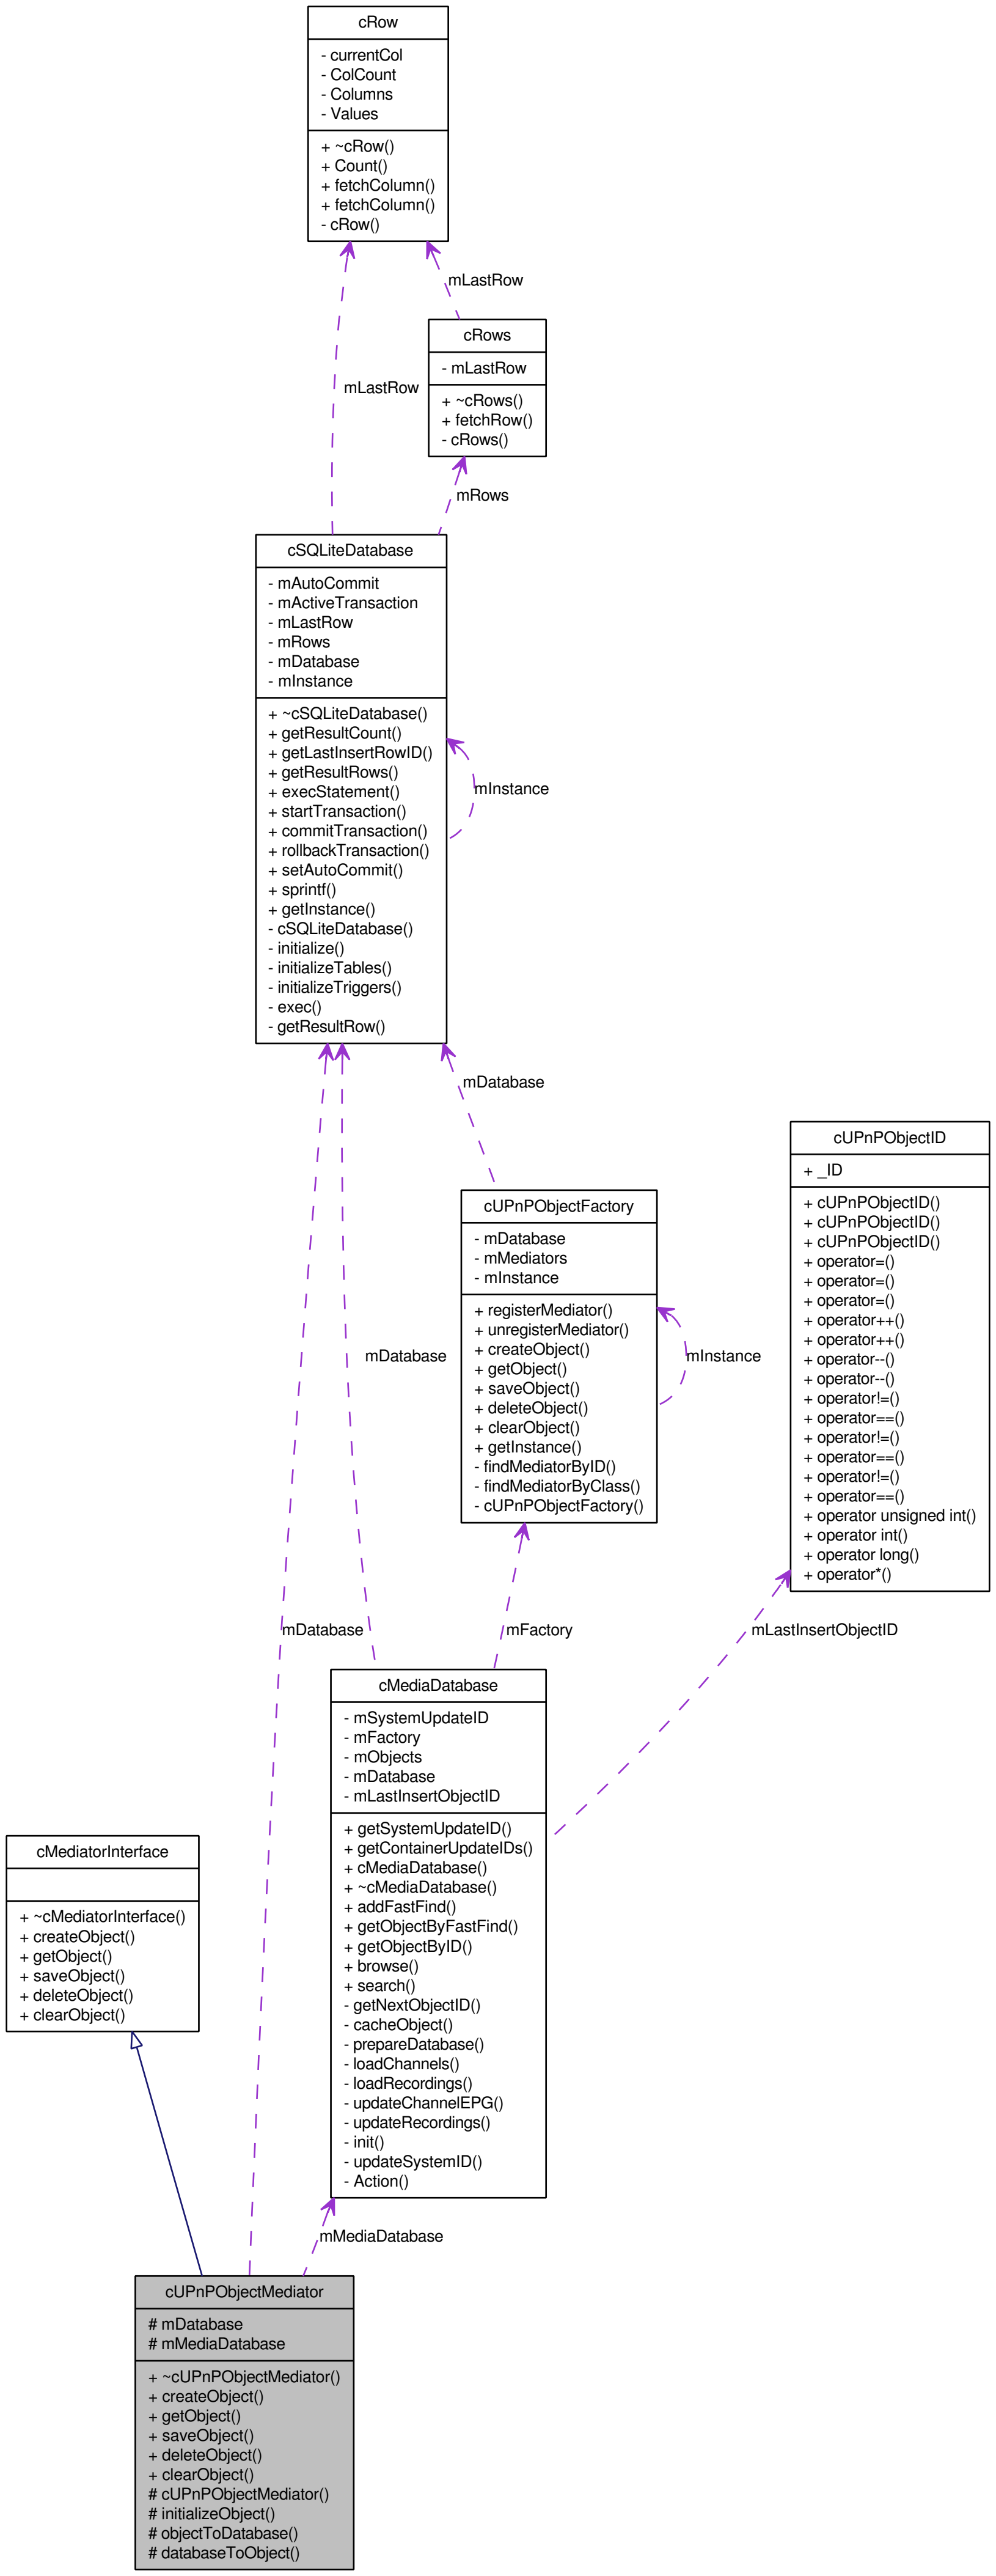 cRow
- currentCol
- ColCount
- Columns
- Values
+ ~cRow()
+ Count()
+ fetchColumn()
+ fetchColumn()
- cRow()
mLastRow
cRows
- mLastRow
+ ~cRows()
+ fetchRow()
- cRows()
mLastRow
mRows
cSQLiteDatabase
- mAutoCommit
- mActiveTransaction
- mLastRow
- mRows
- mDatabase
- mInstance
+ ~cSQLiteDatabase()
+ getResultCount()
+ getLastInsertRowID()
+ getResultRows()
+ execStatement()
+ startTransaction()
+ commitTransaction()
+ rollbackTransaction()
+ setAutoCommit()
+ sprintf()
+ getInstance()
- cSQLiteDatabase()
- initialize()
- initializeTables()
- initializeTriggers()
- exec()
- getResultRow()
mInstance
mDatabase
cUPnPObjectID
+ _ID
+ cUPnPObjectID()
+ cUPnPObjectID()
+ cUPnPObjectID()
+ operator=()
+ operator=()
+ operator=()
+ operator++()
+ operator++()
+ operator--()
+ operator--()
+ operator!=()
+ operator==()
+ operator!=()
+ operator==()
+ operator!=()
+ operator==()
+ operator unsigned int()
+ operator int()
+ operator long()
+ operator*()
cUPnPObjectFactory
- mDatabase
- mMediators
- mInstance
+ registerMediator()
+ unregisterMediator()
+ createObject()
+ getObject()
+ saveObject()
+ deleteObject()
+ clearObject()
+ getInstance()
- findMediatorByID()
- findMediatorByClass()
- cUPnPObjectFactory()
mInstance
mDatabase
mDatabase
mFactory
mLastInsertObjectID
cMediaDatabase
- mSystemUpdateID
- mFactory
- mObjects
- mDatabase
- mLastInsertObjectID
+ getSystemUpdateID()
+ getContainerUpdateIDs()
+ cMediaDatabase()
+ ~cMediaDatabase()
+ addFastFind()
+ getObjectByFastFind()
+ getObjectByID()
+ browse()
+ search()
- getNextObjectID()
- cacheObject()
- prepareDatabase()
- loadChannels()
- loadRecordings()
- updateChannelEPG()
- updateRecordings()
- init()
- updateSystemID()
- Action()
cMediatorInterface
+ ~cMediatorInterface()
+ createObject()
+ getObject()
+ saveObject()
+ deleteObject()
+ clearObject()
mMediaDatabase
cUPnPObjectMediator
# mDatabase
# mMediaDatabase
+ ~cUPnPObjectMediator()
+ createObject()
+ getObject()
+ saveObject()
+ deleteObject()
+ clearObject()
# cUPnPObjectMediator()
# initializeObject()
# objectToDatabase()
# databaseToObject()